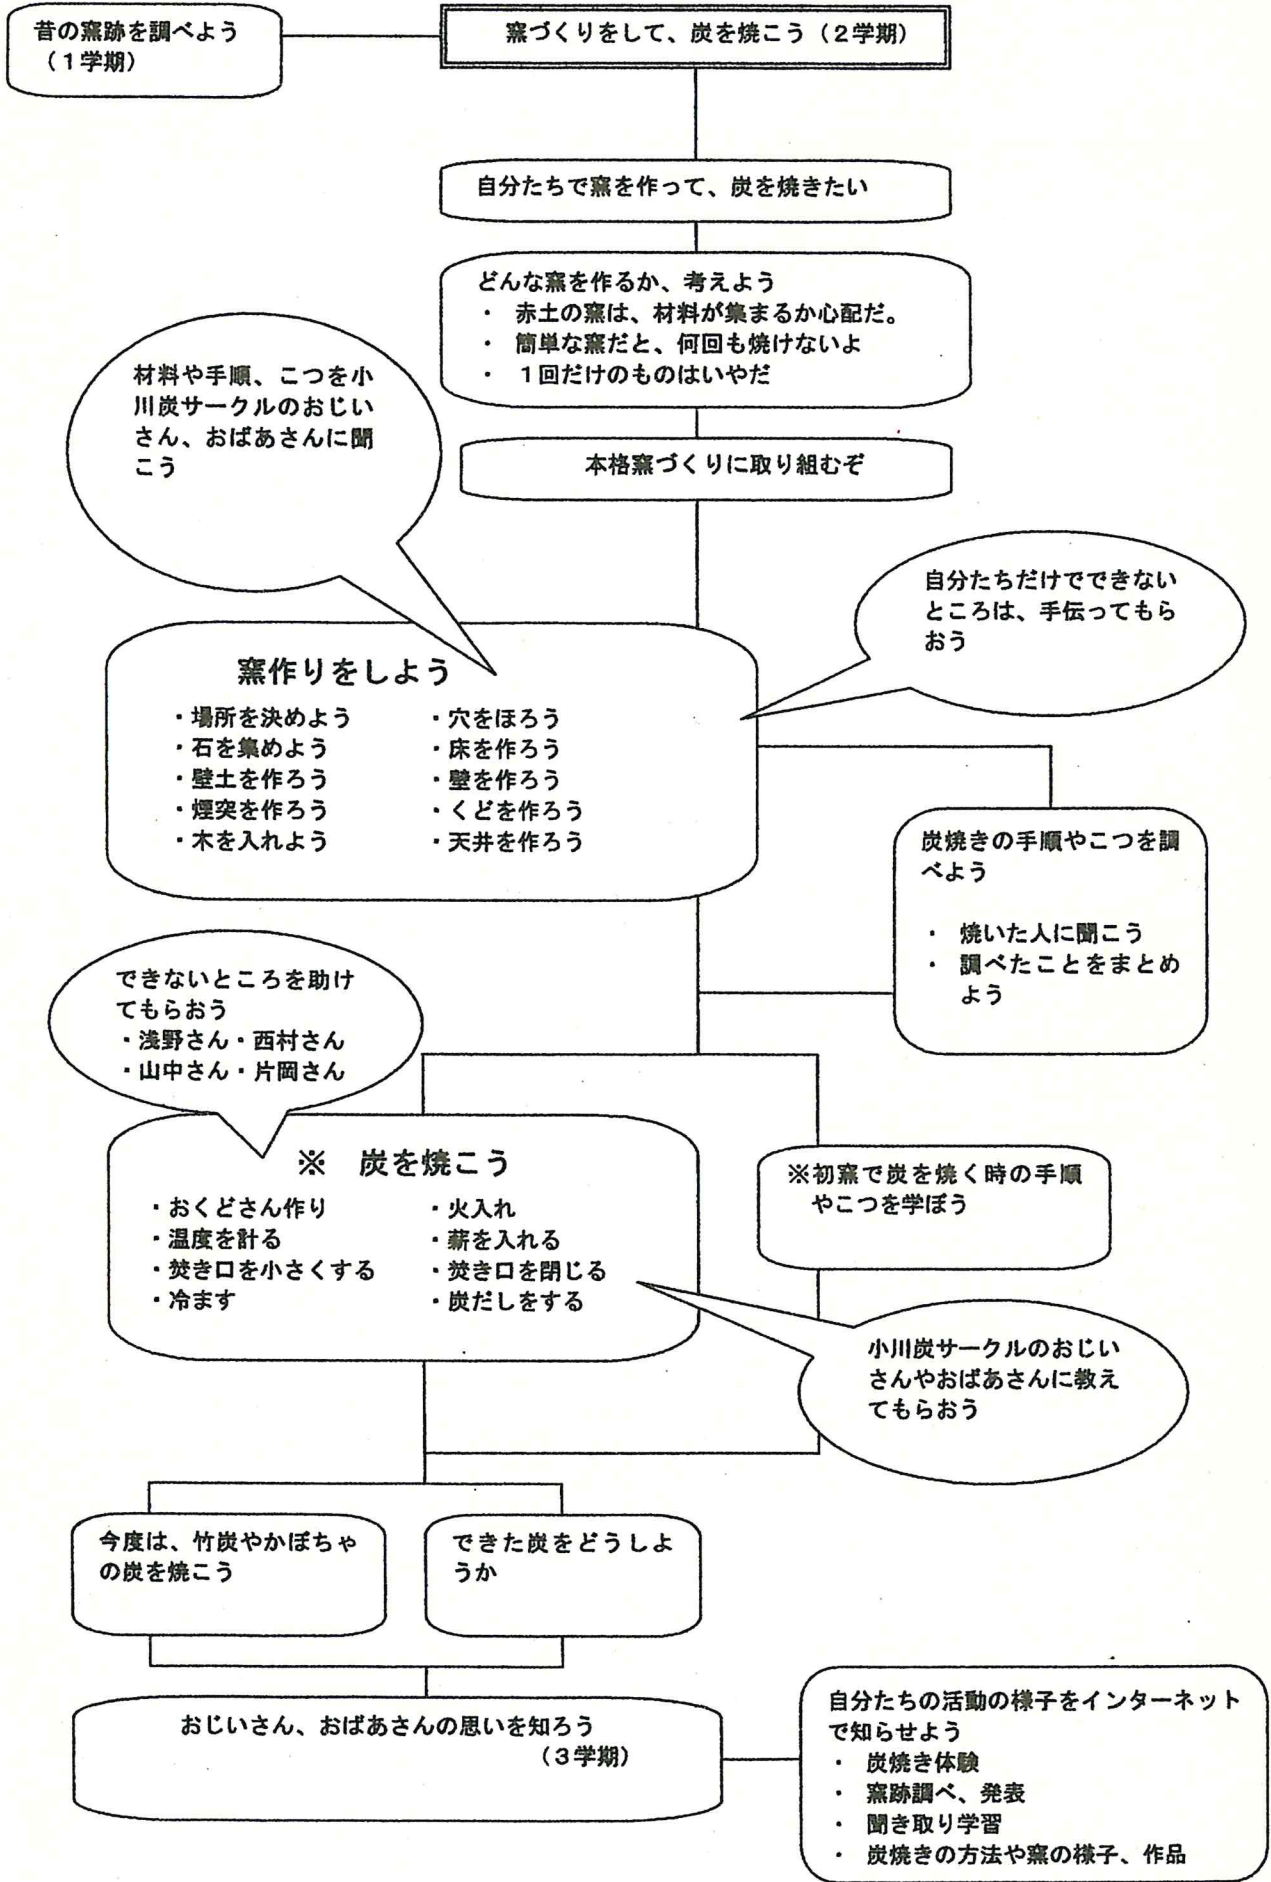 昔の窯跡を調べよう
（１学期）
窯づくりをして、炭を焼こう（２学期）
自分たちで窯を作って、炭を焼きたい
どんな窯を作るか、考えよう
・　赤土の窯は、材料が集まるか心配だ。
・　簡単な窯だと、何回も焼けないよ
・　１回だけのものはいやだ
材料や手順、こつを小
川炭サークルのおじい
さん、おばあさんに聞
こう
本格窯づくりに取り組むぞ
自分たちだけでできない
ところは、手伝ってもら
おう
窯作りをしよう
・場所を決めよう　・穴をほろう
・石を集めよう　・床を作ろう
・壁土を作ろう　・壁を作ろう
・煙突を作ろう　・くどを作ろう
・木を入れよう　・天井を作ろう
炭焼きの手順やこつを調
べよう
・　焼いた人に聞こう
・　調べたことをまとめ
よう
できないところを助け
てもらおう
・浅野さん・西村さん
・山中さん・片岡さん
※　炭を焼こう
・おくどさん作り　・火入れ
・温度を計る　・薪を入れる
・焚き口を小さくする　・焚き口を閉じる
・冷ます　・炭だしをする
※初窯で炭を焼く時の手順
やこつを学ぼう
小川炭サークルのおじい
さんやおばあさんに教え
てもらおう
今度は、竹炭やかぼちゃ
の炭を焼こう
できた炭をどうしよ
うか
おじいさん、おばあさんの思いを知ろう
（３学期）
自分たちの活動の様子をインターネット
で知らせよう
・　炭焼き体験
・　窯跡調べ、発表
・　聞き取り学習
・　炭焼きの方法や窯の様子、作品